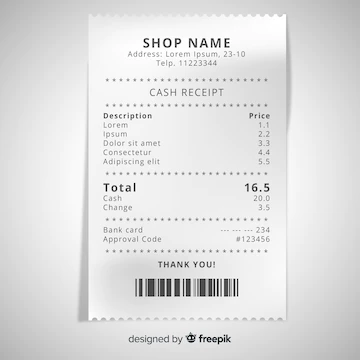 SHOP NAME
Address: Lorem Ipsum, 23-10
Telp. 11223344
CASH RECEIPT
Description Price
Lorem 1.1
Ipsum 2.2
Dolor sit amet 3.3
Consectetur 4.4
Adipiscing elit 5.5
Total 16.5
Cash 20.0
Change 3.5
Bank card --- --- --- 234
Approval Code #123456
THANK YOU!
designed by freepik